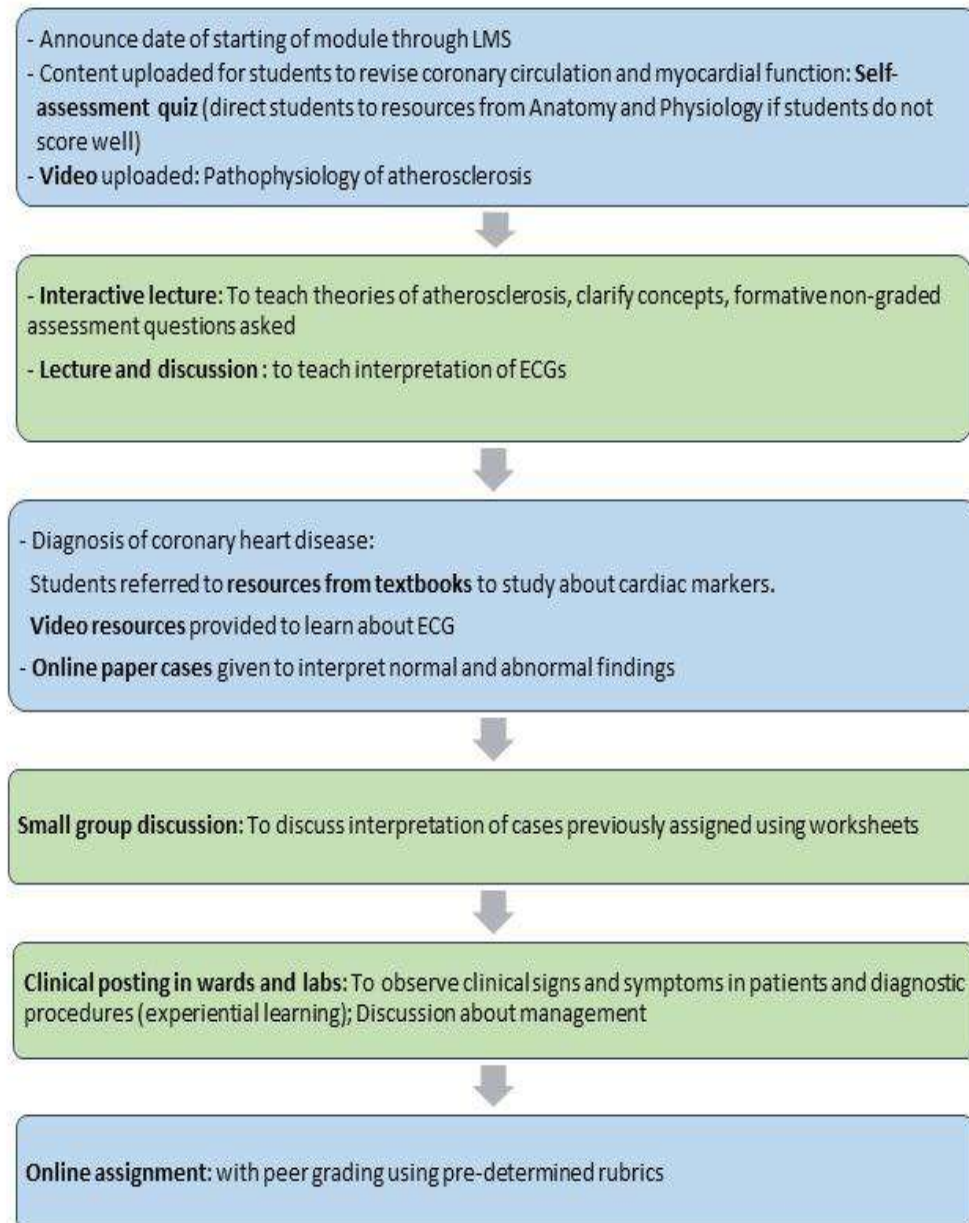 - Announce date of starting of module through LMS
- Content uploaded for students to revise coronary circulation and myocardial function: Self-
assessment quiz (direct students to resources from Anatomy and Physiology if students do not
score well)
- Video uploaded: Pathophysiology of atherosclerosis
- Interactive lecture: To teach theories of atherosclerosis, clarify concepts, formative non-graded
assessment questions asked
- Lecture and discussion : to teach interpretation of ECGs
- Diagnosis of coronary heart disease:
Students referred to resources from textbooks to study about cardiac markers.
Video resources provided to learn about ECG
- Online paper cases given to interpret normal and abnormal findings
Small group discussion: To discuss interpretation of cases previously assigned using worksheets
Clinical posting in wards and labs: To observe clinical signs and symptoms in patients and diagnostic
procedures (experiential learning); Discussion about management
Online assignment: with peer grading using pre-determined rubrics